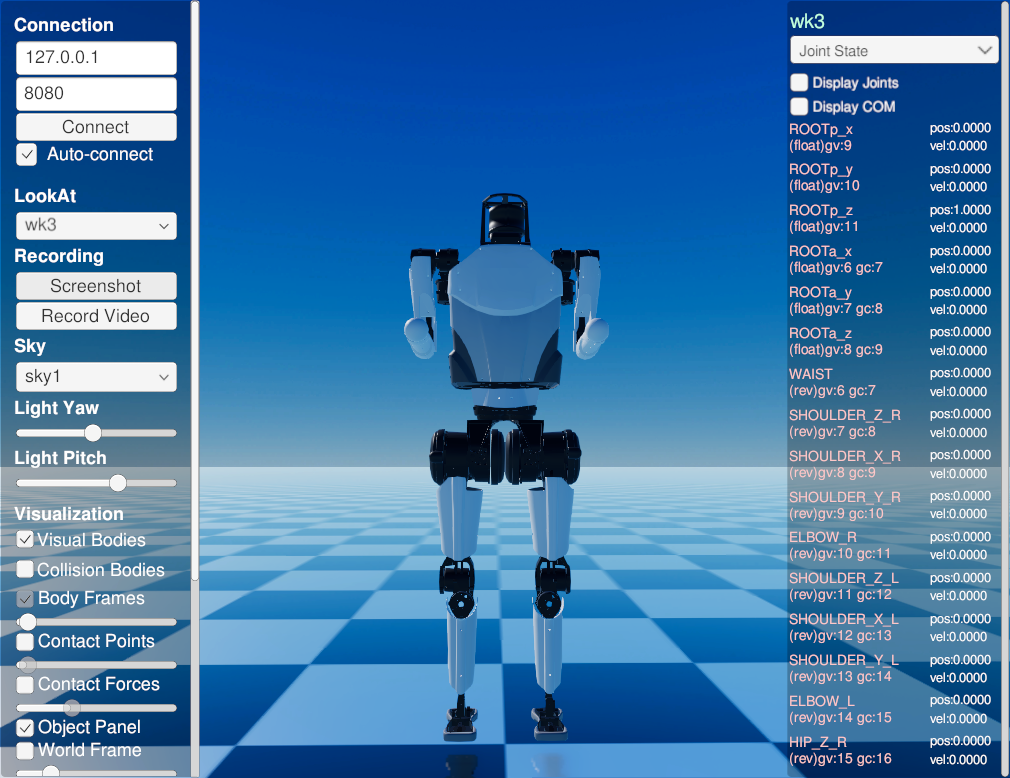 Connection
127.0.0.1
8080
Connect
Auto-connect
LookAt
wk3
Recording
Screenshot
Record Video
Sky
sky1
Light Yaw
Light Pitch
Visualization
Visual Bodies
Collision Bodies
Body Frames
Contact Points
Contact Forces
Object Panel
World Frame
wk3
Joint State
Display Joints
Display COM
ROOTp_x pos:0.0000
(float)gv:9 vel:0.0000
ROOTp_y pos:0.0000
(float)gv:10 vel:0.0000
ROOTp_z pos:1.0000
(float)gv:11 vel:0.0000
ROOTa_x pos:0.0000
(float)gv:6 gc:7 vel:0.0000
ROOTa_y pos:0.0000
(float)gv:7 gc:8 vel:0.0000
ROOTa_z pos:0.0000
(float)gv:8 gc:9 vel:0.0000
WAIST pos:0.0000
(rev)gv:6 gc:7 vel:0.0000
SHOULDER_Z_R pos:0.0000
(rev)gv:7 gc:8 vel:0.0000
SHOULDER_X_R pos:0.0000
(rev)gv:8 gc:9 vel:0.0000
SHOULDER_Y_R pos:0.0000
(rev)gv:9 gc:10 vel:0.0000
ELBOW_R pos:0.0000
(rev)gv:10 gc:11 vel:0.0000
SHOULDER_Z_L pos:0.0000
(rev)gv:11 gc:12 vel:0.0000
SHOULDER_X_L pos:0.0000
(rev)gv:12 gc:13 vel:0.0000
SHOULDER_Y_L pos:0.0000
(rev)gv:13 gc:14 vel:0.0000
ELBOW_L pos:0.0000
(rev)gv:14 gc:15 vel:0.0000
HIP_Z_R pos:0.0000
(rev)gv:15 gc:16 vel:0.0000